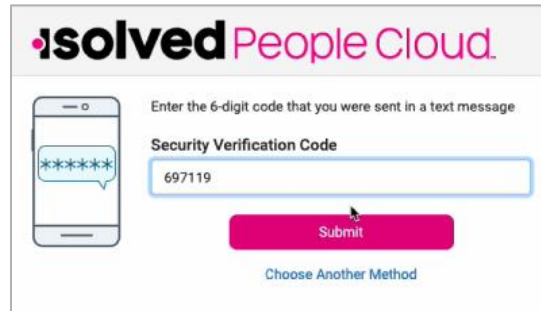 isolved People Cloud
Enter the 6-digit code that you were sent in a text message
******
Security Verification Code
697119
Submit
Choose Another Method